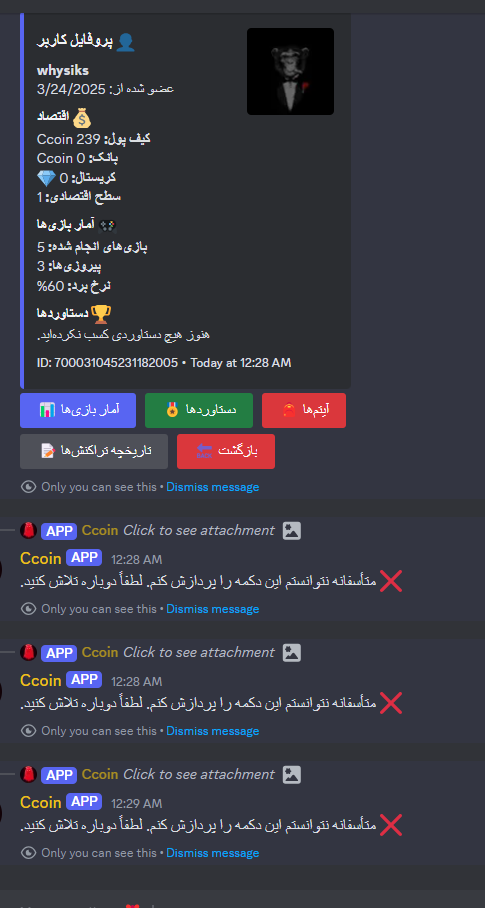 پروفایل کاربر 👤
whysiks
عضو شده از: 3/24/2025
💰 اقتصاد
کیف پول: 239 Ccoin
بانک: 0 Ccoin
کریستال: 0 💎
سطح اقتصادی: 1
🎮 آمار بازی‌ها
بازی‌های انجام شده: 5
پیروزی‌ها: 3
نرخ برد: 60%
🏆 دستاوردها
هنوز هیچ دستاوردی کسب نکرده‌اید.
ID: 700031045231182005 • Today at 12:28 AM
📊 آمار بازی‌ها
🏅 دستاوردها
🎒 آیتم‌ها
📝 تاریخچه تراکنش‌ها
🔙 بازگشت
Only you can see this • Dismiss message
APP Ccoin Click to see attachment
Ccoin APP 12:28 AM
❌ متأسفانه نتوانستم این دکمه را پردازش کنم. لطفاً دوباره تلاش کنید.
Only you can see this • Dismiss message
APP Ccoin Click to see attachment
Ccoin APP 12:28 AM
❌ متأسفانه نتوانستم این دکمه را پردازش کنم. لطفاً دوباره تلاش کنید.
Only you can see this • Dismiss message
APP Ccoin Click to see attachment
Ccoin APP 12:29 AM
❌ متأسفانه نتوانستم این دکمه را پردازش کنم. لطفاً دوباره تلاش کنید.
Only you can see this • Dismiss message